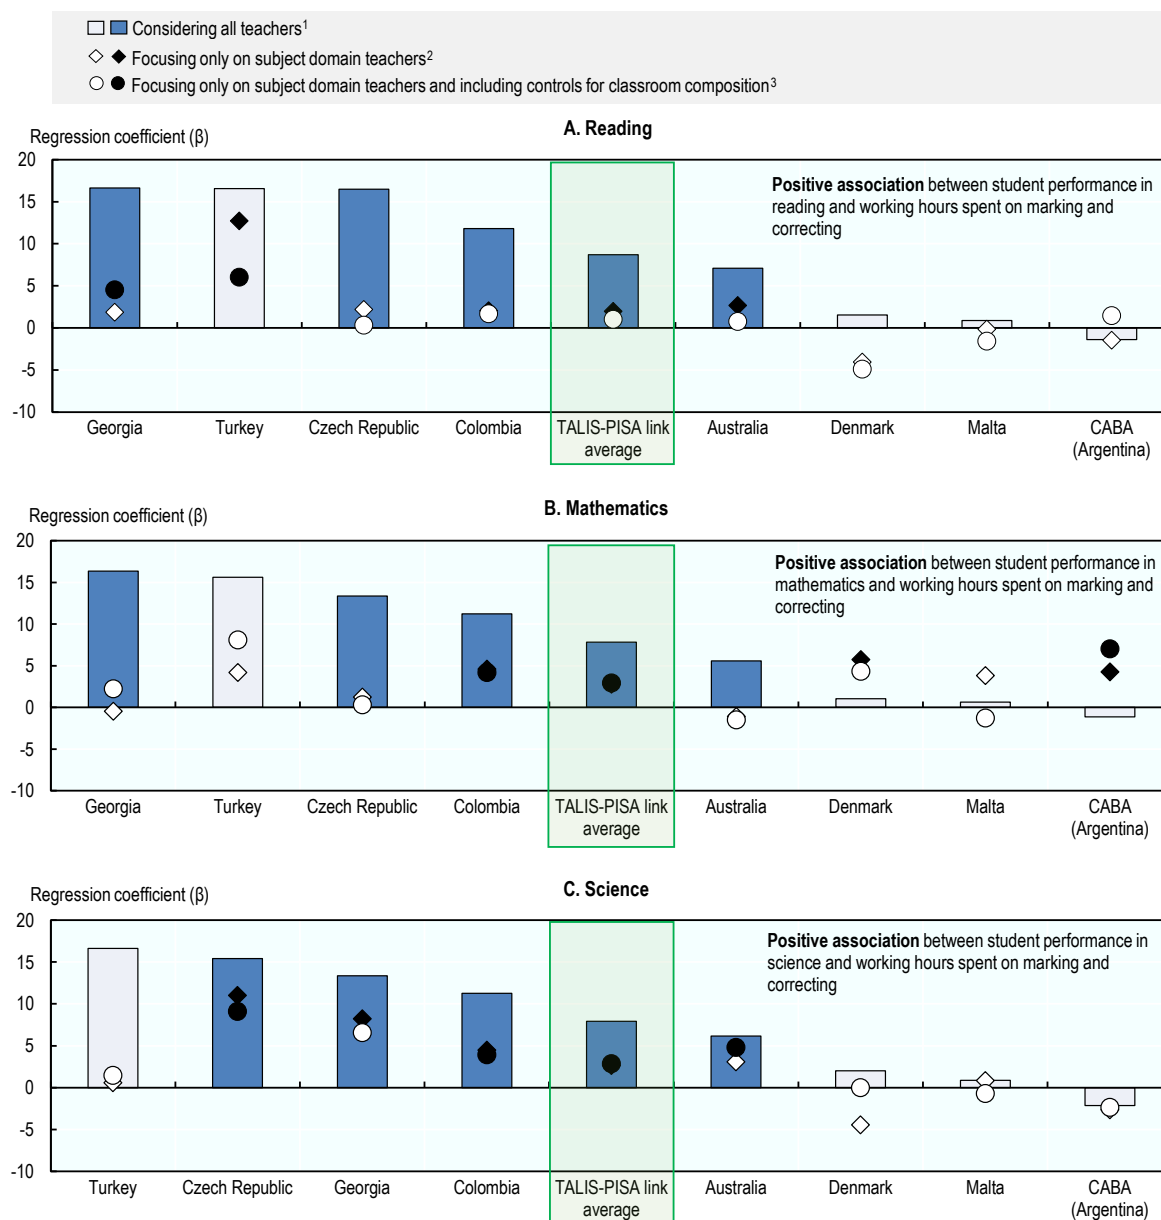 Considering all teachers¹
Focusing only on subject domain teachers²
Focusing only on subject domain teachers and including controls for classroom composition³
A. Reading
Regression coefficient (β)
20
15
10
5
0
-5
-10
Positive association between student performance in
reading and working hours spent on marking and
correcting
Georgia
Turkey
Czech Republic
Colombia
TALIS-PISA link
average
Australia
Denmark
Malta
CABA
(Argentina)
B. Mathematics
Regression coefficient (β)
20
15
10
5
0
-5
-10
Positive association between student performance in
mathematics and working hours spent on marking and
correcting
Georgia
Turkey
Czech Republic
Colombia
TALIS-PISA link
average
Australia
Denmark
Malta
CABA
(Argentina)
C. Science
Regression coefficient (β)
20
15
10
5
0
-5
-10
Positive association between student performance in
science and working hours spent on marking and
correcting
Turkey
Czech Republic
Georgia
Colombia
TALIS-PISA link
average
Australia
Denmark
Malta
CABA
(Argentina)